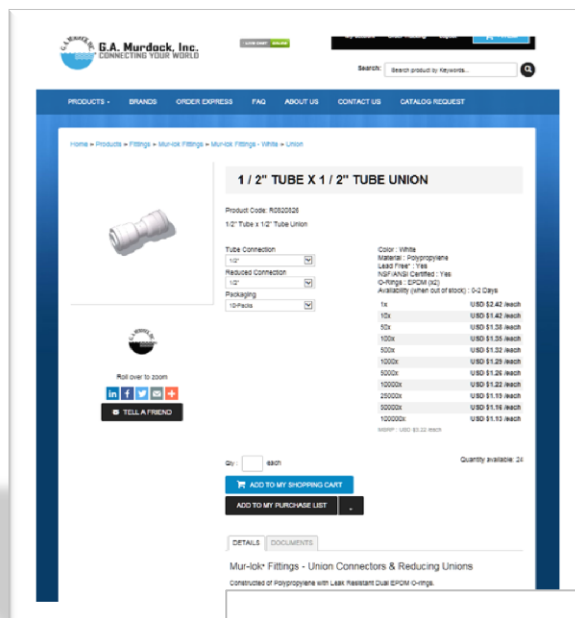 G.A. Murdock, Inc.
CONNECTING YOUR WORLD
Search: Search product by Keywords...
PRODUCTS BRANDS ORDER EXPRESS FAQ ABOUT US CONTACT US CATALOG REQUEST
Home » Products » Fittings » Mur-lok Fittings » Mur-lok Fittings - White » Union
1 / 2" TUBE X 1 / 2" TUBE UNION
Product Code:
1/2" Tube x 1/2" Tube Union
Tube Connection
1/2"
Reduced Connection
1/2"
Packaging
10-Packs
Color : White
Material : Polypropylene
Lead Free* : Yes
NSF/ANSI Certified : Yes
O-Rings : EPDM (x2)
Availability (when out of stock) : 0-2 Days
1x USD $2.42 /each
10x USD $1.42 /each
50x USD $1.38 /each
100x USD $1.35 /each
500x USD $1.32 /each
1000x USD $1.29 /each
5000x USD $1.26 /each
10000x USD $1.22 /each
25000x USD $1.19 /each
50000x USD $1.16 /each
100000x USD $1.13 /each
MSRP : USD $3.22 /each
Roll over to zoom
TELL A FRIEND
Qty : each
Quantity available: 24
ADD TO MY SHOPPING CART
ADD TO MY PURCHASE LIST
DETAILS DOCUMENTS
Mur-lok® Fittings - Union Connectors & Reducing Unions
Constructed of Polypropylene with Leak Resistant Dual EPDM O-rings.